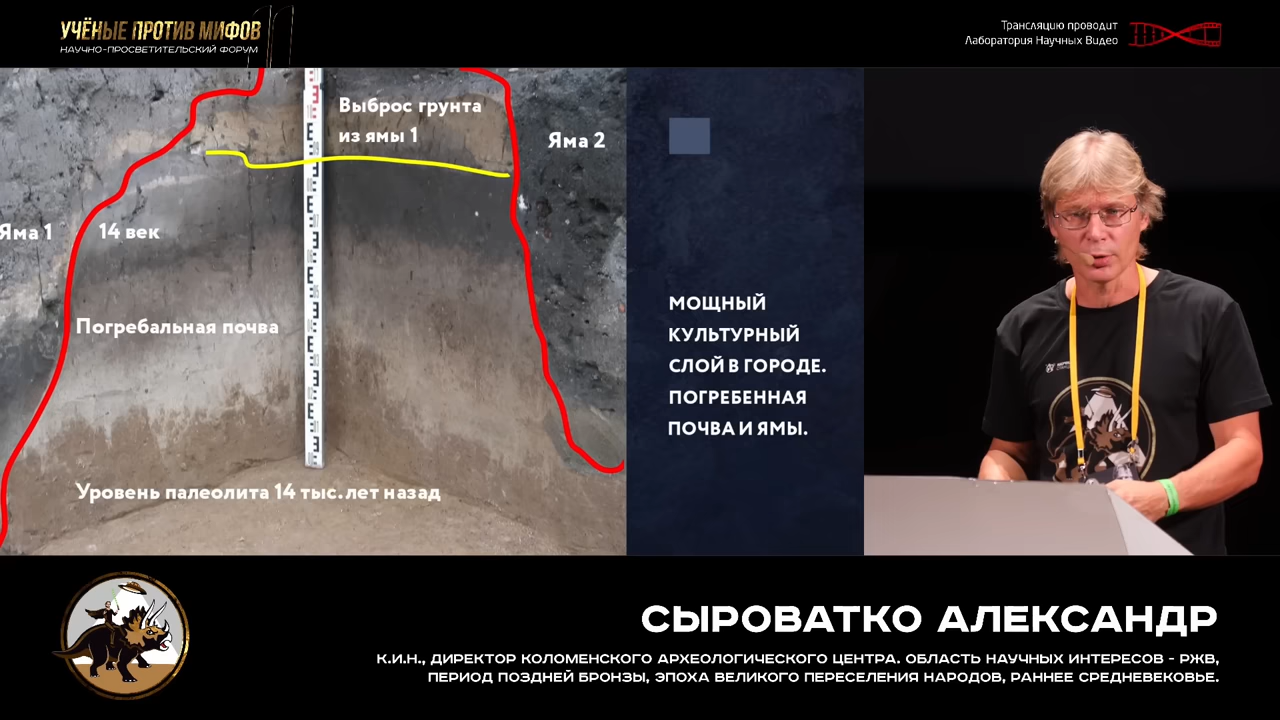 УЧЁНЫЕ ПРОТИВ МИФОВ
НАУЧНО-ПРОСВЕТИТЕЛЬСКИЙ ФОРУМ
Трансляцию проводит
Лаборатория Научных Видео
Выброс грунта
из ямы 1
Яма 2
Яма 1
14 век
Погребальная почва
Уровень палеолита 14 тыс.лет назад
МОЩНЫЙ
КУЛЬТУРНЫЙ
СЛОЙ В ГОРОДЕ.
ПОГРЕБЕННАЯ
ПОЧВА И ЯМЫ.
СЫРОВАТКО АЛЕКСАНДР
К.И.Н., ДИРЕКТОР КОЛОМЕНСКОГО АРХЕОЛОГИЧЕСКОГО ЦЕНТРА. ОБЛАСТЬ НАУЧНЫХ ИНТЕРЕСОВ - РЖВ,
ПЕРИОД ПОЗДНЕЙ БРОНЗЫ, ЭПОХА ВЕЛИКОГО ПЕРЕСЕЛЕНИЯ НАРОДОВ, РАННЕЕ СРЕДНЕВЕКОВЬЕ.